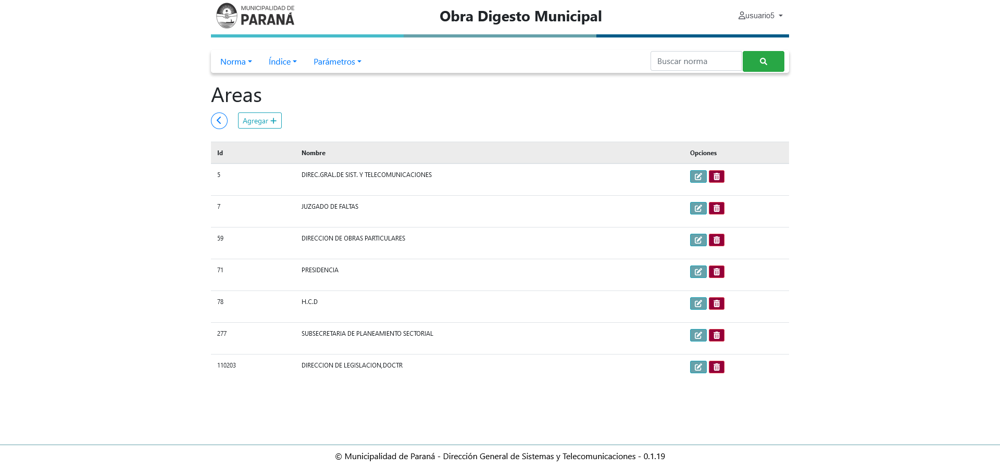 MUNICIPALIDAD DE
PARANÁ
Obra Digesto Municipal
usuario5
Norma
Índice
Parámetros
Buscar norma
Areas
Agregar +
Id Nombre Opciones
5 DIREC.GRAL.DE SIST. Y TELECOMUNICACIONES
7 JUZGADO DE FALTAS
59 DIRECCION DE OBRAS PARTICULARES
71 PRESIDENCIA
78 H.C.D
277 SUBSECRETARIA DE PLANEAMIENTO SECTORIAL
110203 DIRECCION DE LEGISLACION,DOCTR
© Municipalidad de Paraná - Dirección General de Sistemas y Telecomunicaciones - 0.1.19